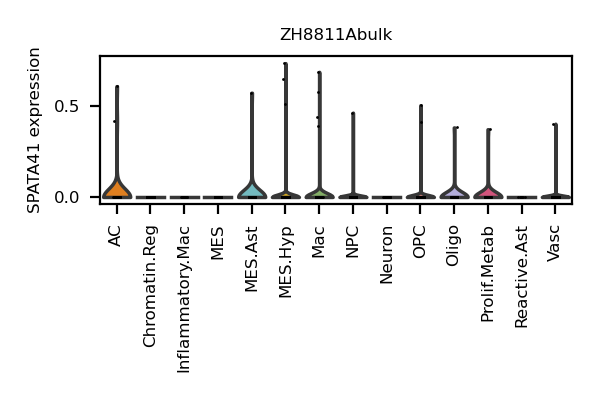 ZH8811Abulk
SPATA41 expression
0.5
0.0
AC
Chromatin.Reg
Inflammatory.Mac
MES
MES.Ast
MES.Hyp
Mac
NPC
Neuron
OPC
Oligo
Prolif.Metab
Reactive.Ast
Vasc